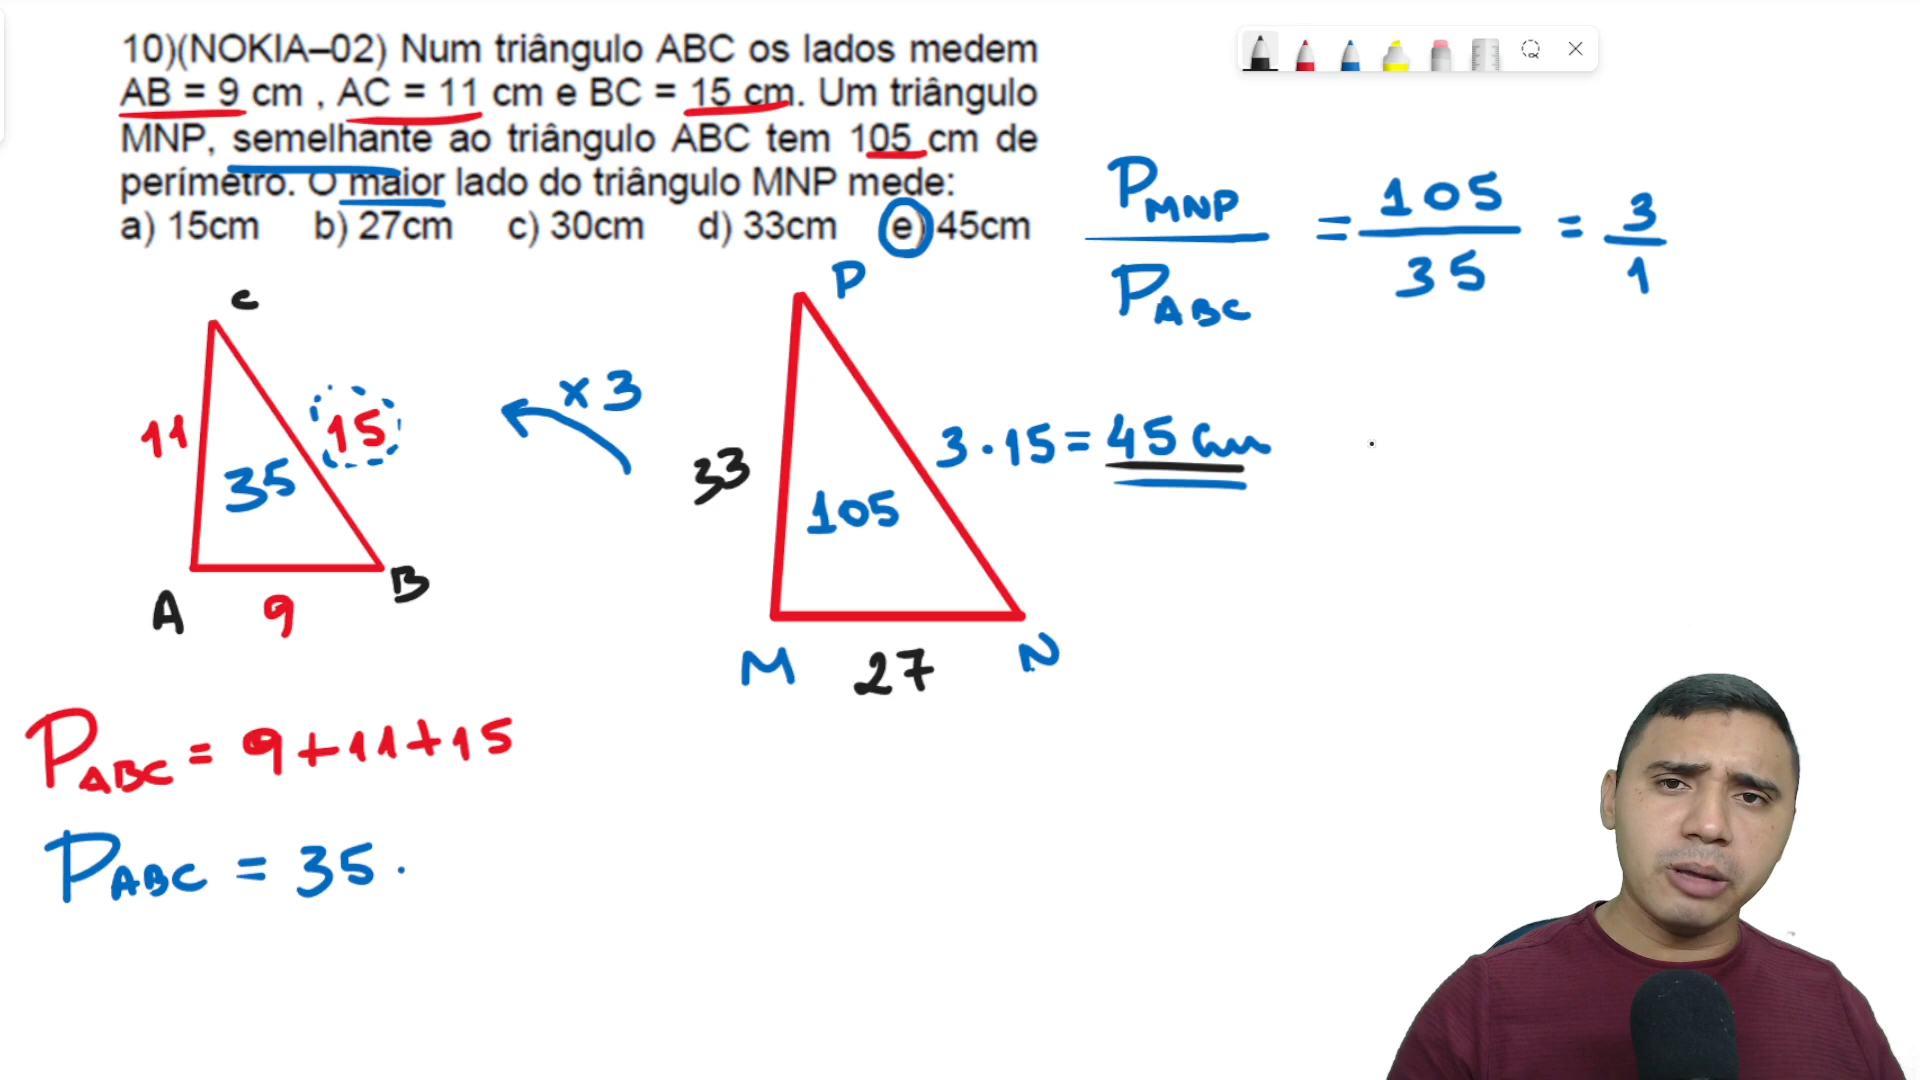 10)(NOKIA–02) Num triângulo ABC os lados medem
AB = 9 cm , AC = 11 cm e BC = 15 cm. Um triângulo
MNP, semelhante ao triângulo ABC tem 105 cm de
perímetro. O maior lado do triângulo MNP mede:
a) 15cm b) 27cm c) 30cm d) 33cm e) 45cm
P_MNP / P_ABC = 105 / 35 = 3 / 1
C
11
15
35
A
9
B
x 3
P
33
3 · 15 = 45 cm
105
M
27
N
P_ABC = 9 + 11 + 15
P_ABC = 35 .